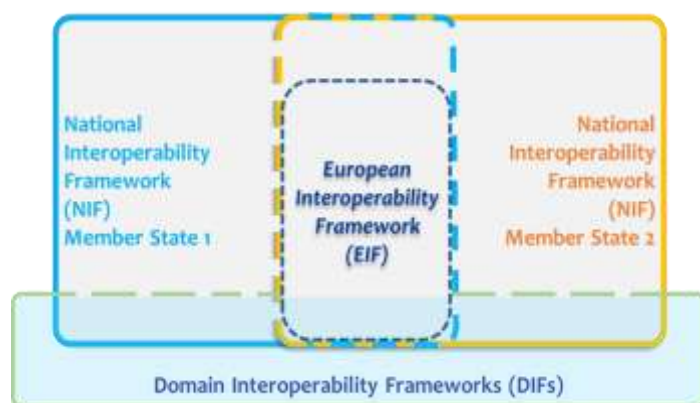 National
Interoperability
Framework
(NIF)
Member State 1
European
Interoperability
Framework
(EIF)
National
Interoperability
Framework
(NIF)
Member State 2
Domain Interoperability Frameworks (DIFs)